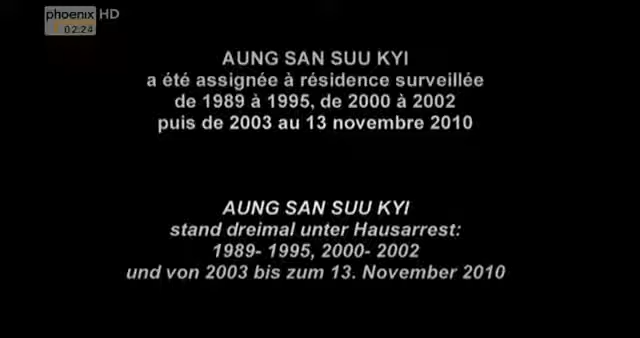 phoenix HD
02:24
AUNG SAN SUU KYI
a été assignée à résidence surveillée
de 1989 à 1995, de 2000 à 2002
puis de 2003 au 13 novembre 2010
AUNG SAN SUU KYI
stand dreimal unter Hausarrest:
1989- 1995, 2000- 2002
und von 2003 bis zum 13. November 2010